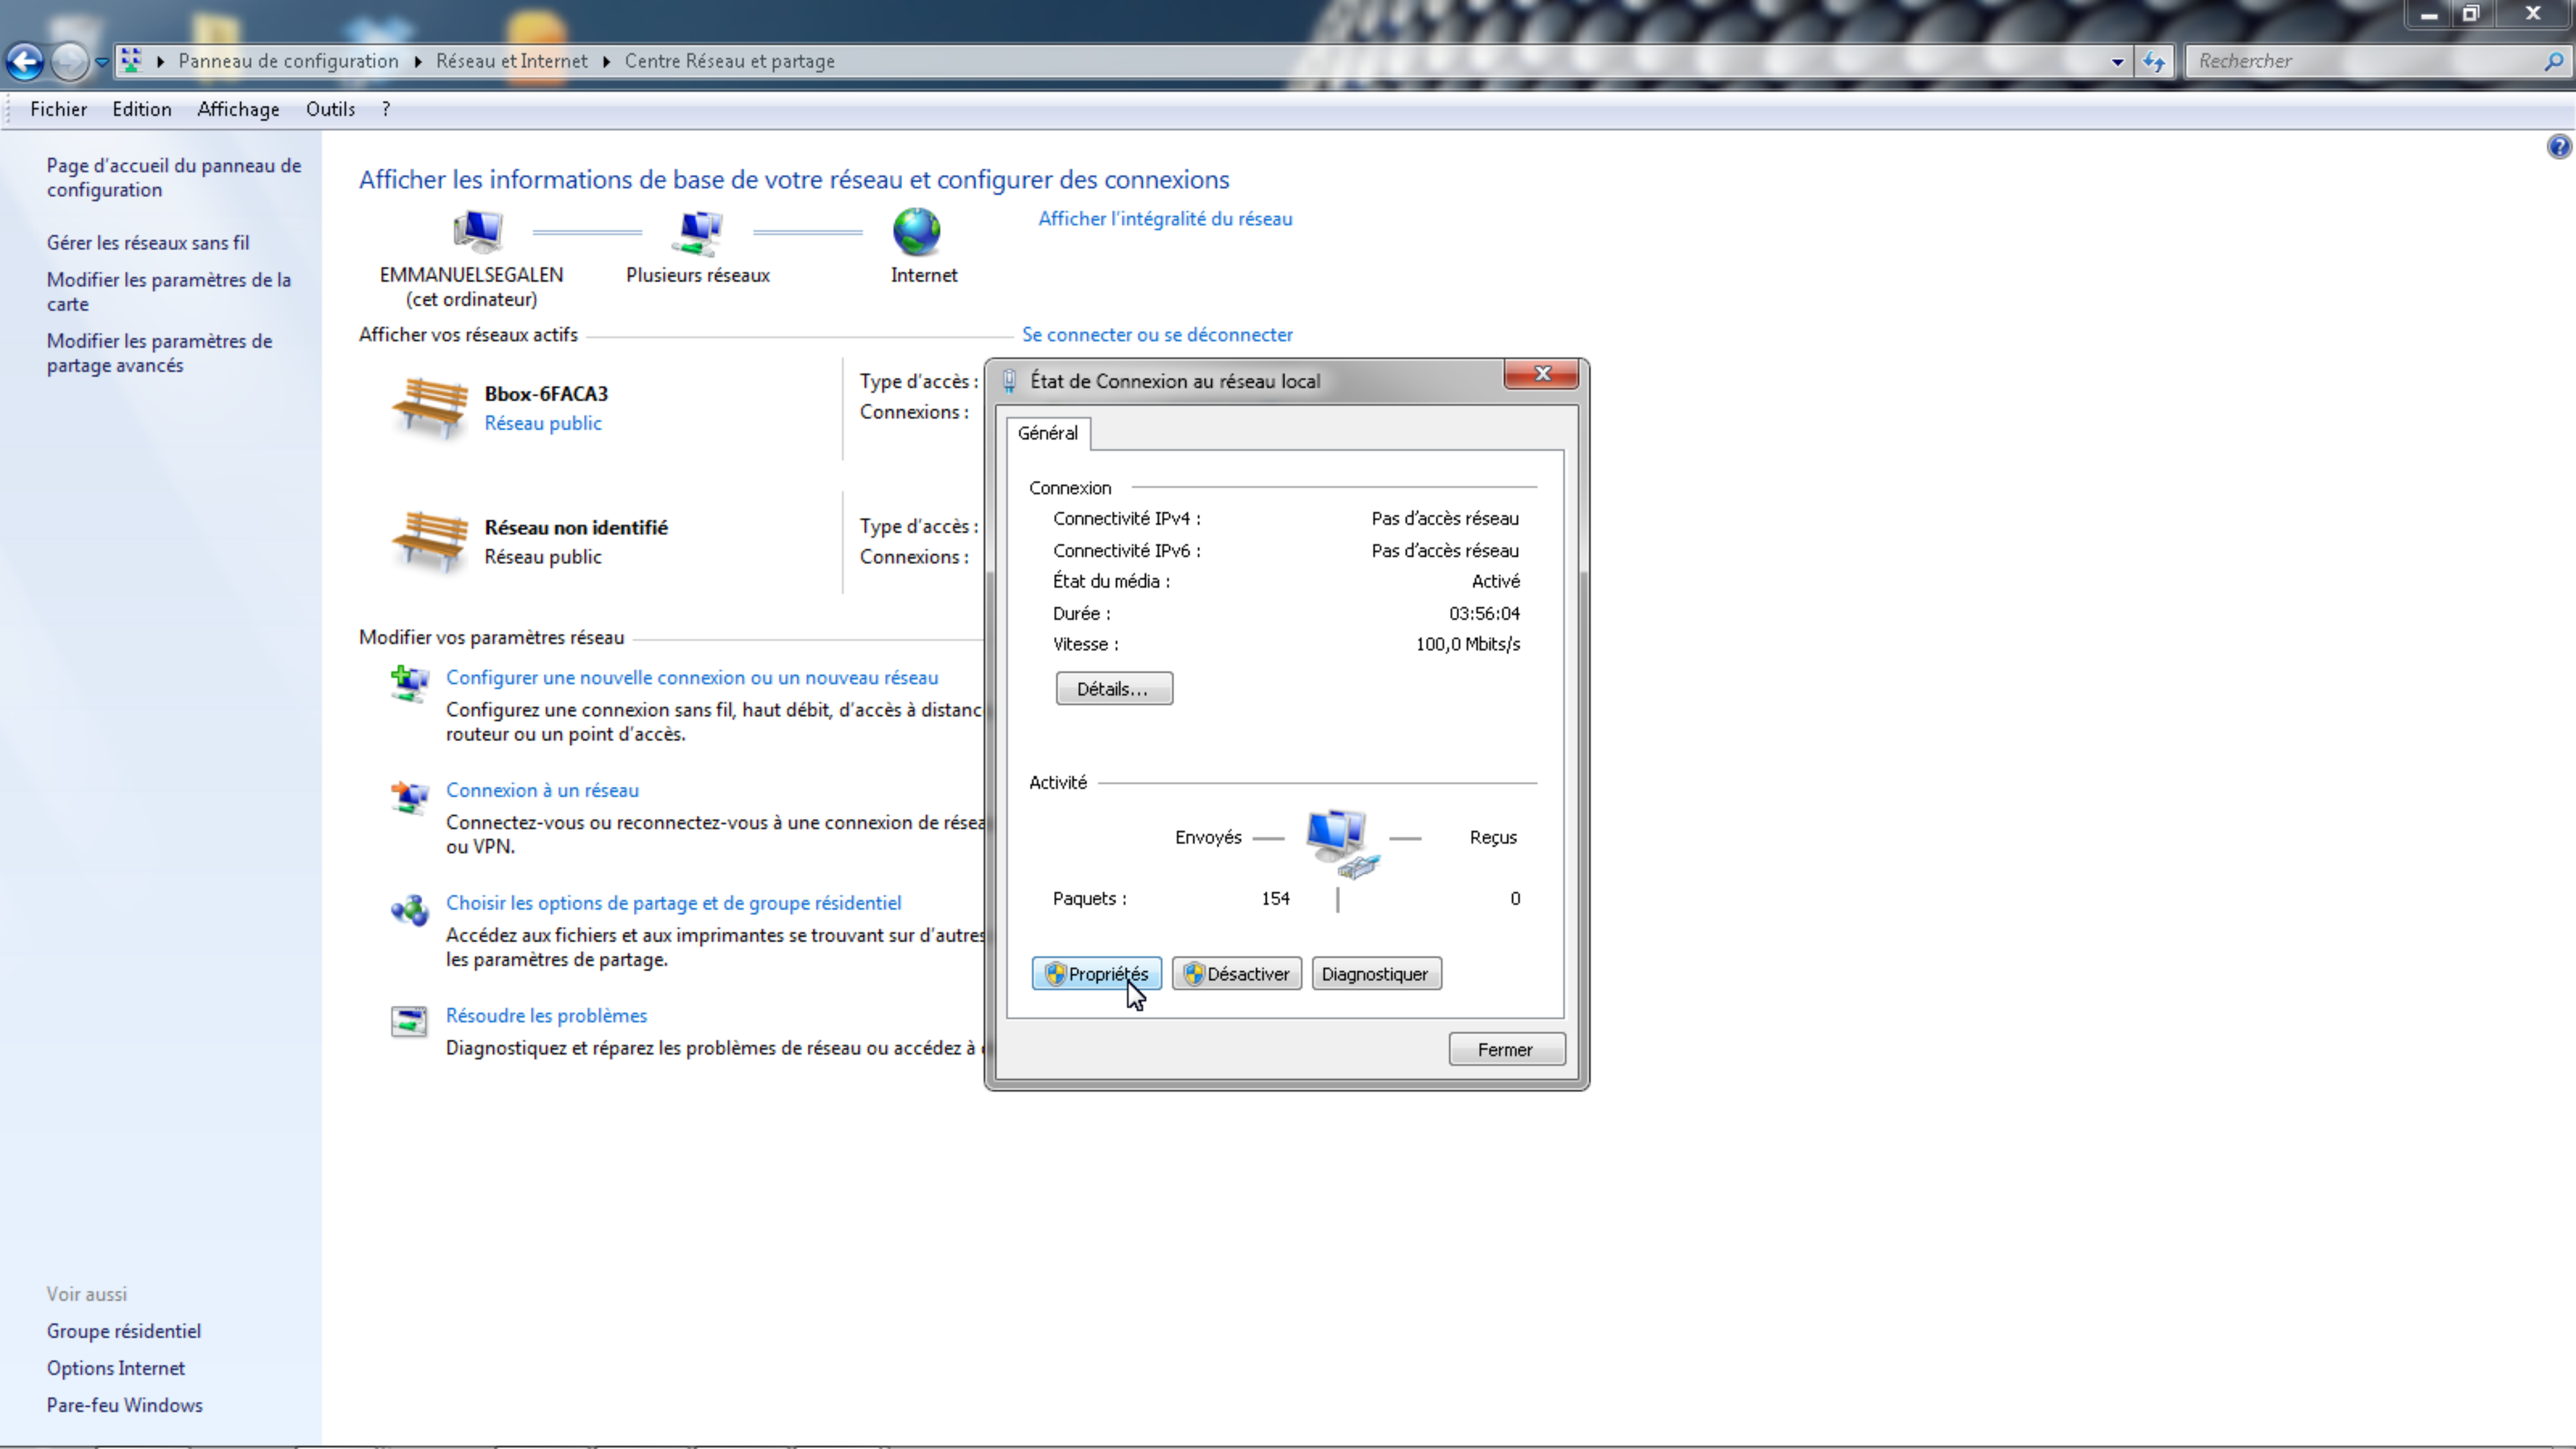 Panneau de configuration Réseau et Internet Centre Réseau et partage
Rechercher
Fichier Edition Affichage Outils ?
Page d'accueil du panneau de
configuration
Gérer les réseaux sans fil
Modifier les paramètres de la
carte
Modifier les paramètres de
partage avancés
Voir aussi
Groupe résidentiel
Options Internet
Pare-feu Windows
Afficher les informations de base de votre réseau et configurer des connexions
Afficher l'intégralité du réseau
EMMANUELSEGALEN
(cet ordinateur)
Plusieurs réseaux
Internet
Afficher vos réseaux actifs
Se connecter ou se déconnecter
Bbox-6FACA3
Réseau public
Type d'accès :
Connexions :
Réseau non identifié
Réseau public
Type d'accès :
Connexions :
Modifier vos paramètres réseau
Configurer une nouvelle connexion ou un nouveau réseau
Configurez une connexion sans fil, haut débit, d'accès à
routeur ou un point d'accès.
Connexion à un réseau
Connectez-vous ou reconnectez-vous à une connexion de
ou VPN.
Choisir les options de partage et de groupe résidentiel
Accédez aux fichiers et aux imprimantes se trouvant sur d'autres
les paramètres de partage.
Résoudre les problèmes
Diagnostiquez et réparez les problèmes de réseau ou accédez à
État de Connexion au réseau local
Général
Connexion
Connectivité IPv4 : Pas d'accès réseau
Connectivité IPv6 : Pas d'accès réseau
État du média : Activé
Durée : 03:56:04
Vitesse : 100,0 Mbits/s
Détails...
Activité
Envoyés — — Reçus
Paquets : 154 0
Propriétés Désactiver Diagnostiquer
Fermer